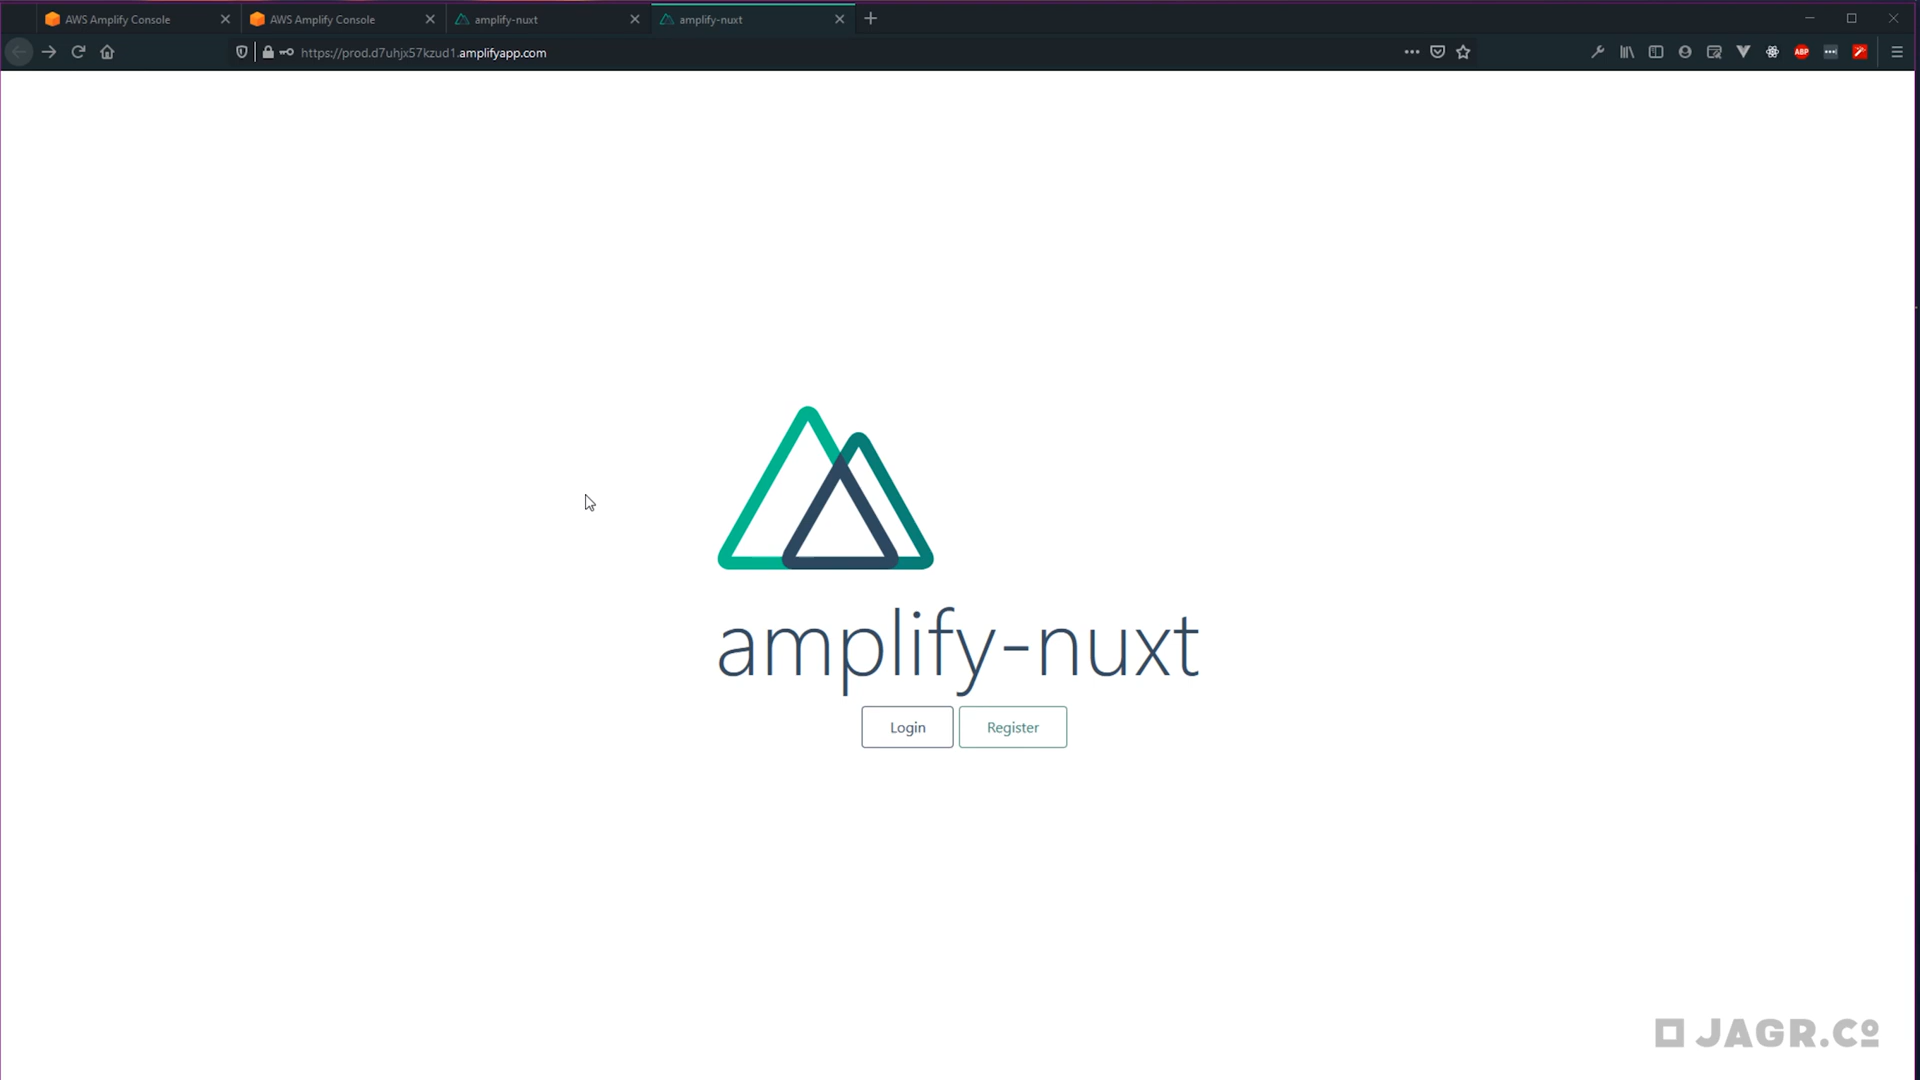 AWS Amplify Console
AWS Amplify Console
amplify-nuxt
amplify-nuxt
https://prod.d7uhjx57kzud1.amplifyapp.com
ABP
amplify-nuxt
Login
Register
JAGR.Co